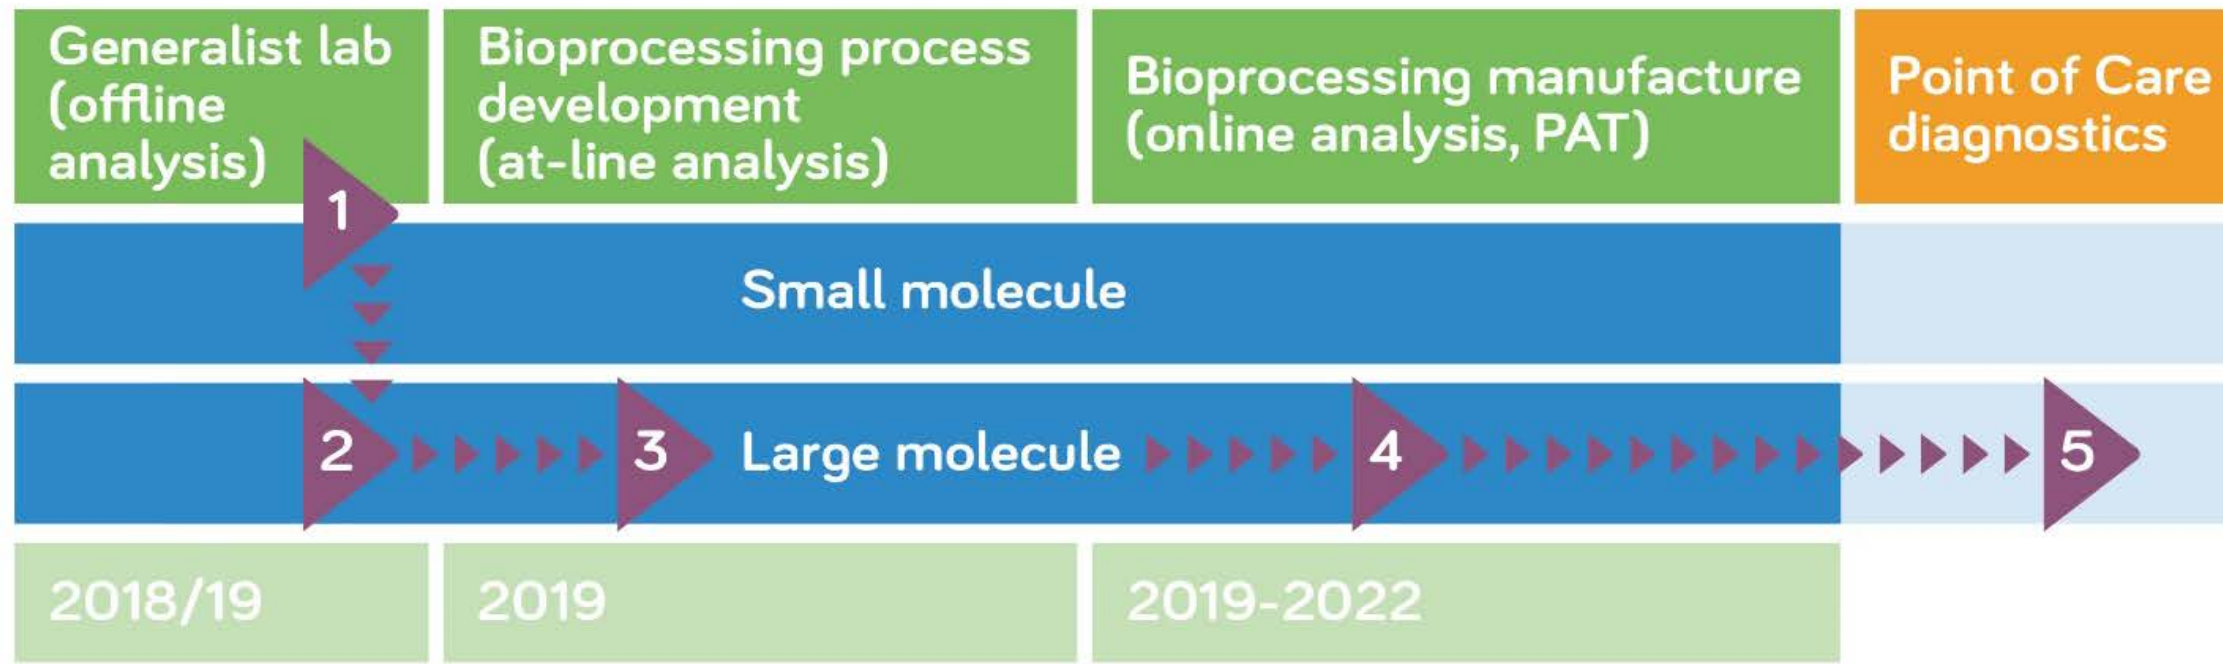 Generalist lab
(offline
analysis)
Bioprocessing process
development
(at-line analysis)
Bioprocessing manufacture
(online analysis, PAT)
Point of Care
diagnostics
1
Small molecule
2
3
Large molecule
4
5
2018/19
2019
2019-2022